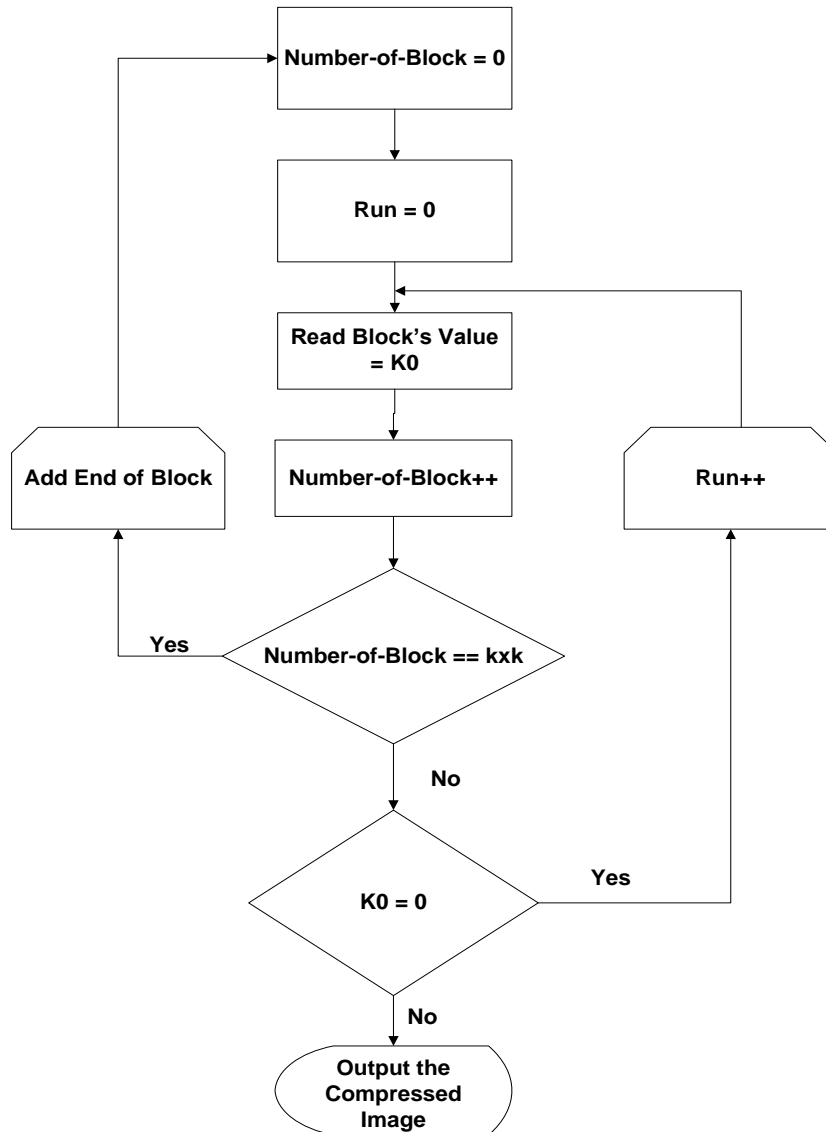 Number-of-Block = 0
Run = 0
Read Block’s Value
= K0
Add End of Block
Number-of-Block++
Run++
Yes
Number-of-Block == kxk
No
Yes
K0 = 0
No
Output the
Compressed
Image